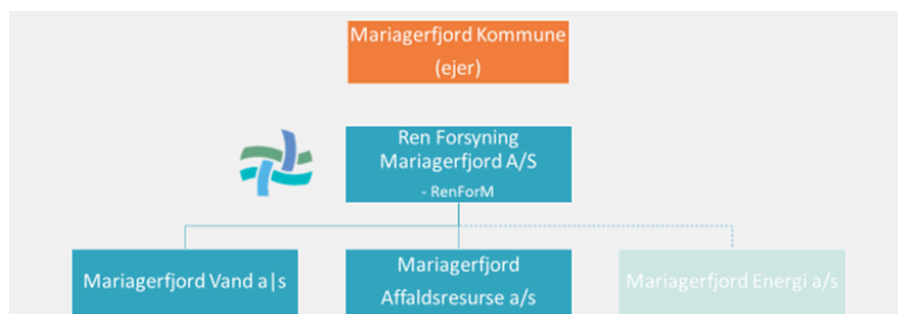 Mariagerfjord Kommune
(ejer)
Ren Forsyning
Mariagerfjord A/S
- RenForM
Mariagerfjord Vand a|s
Mariagerfjord
Affaldsresurse a/s
Mariagerfjord Energi a/s